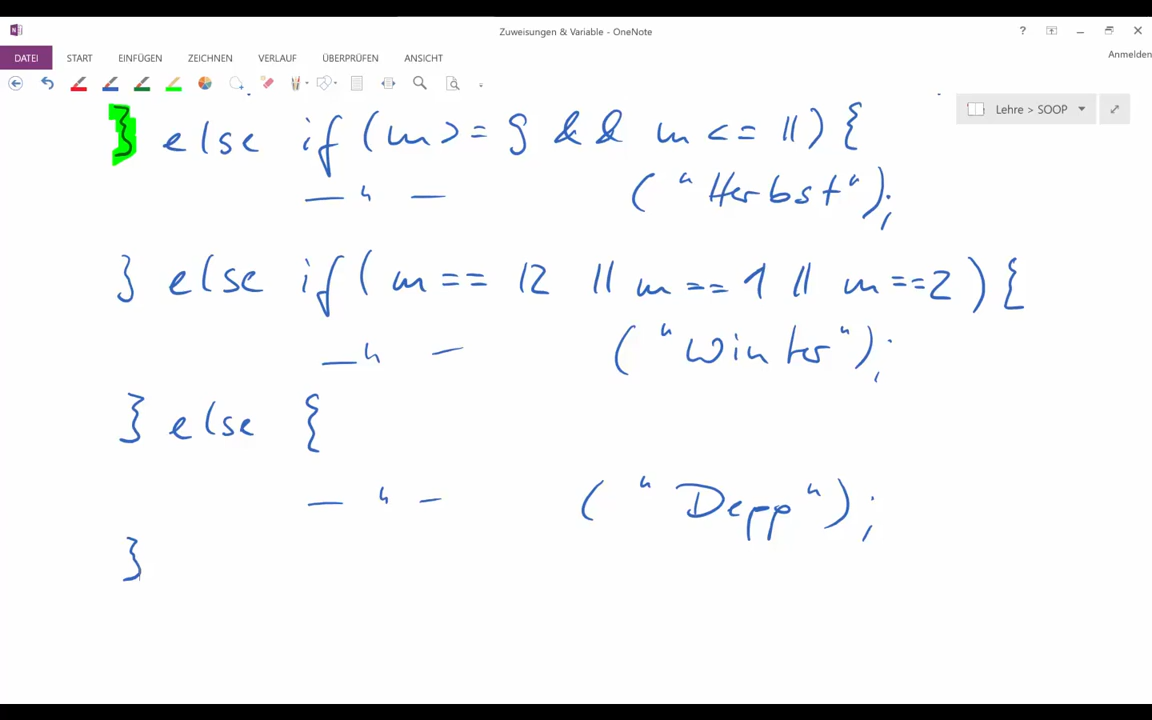 Zuweisungen & Variable - OneNote
?
DATEI START EINFÜGEN ZEICHNEN VERLAUF ÜBERPRÜFEN ANSICHT
Anmelden
Lehre > SOOP
} else if (m >= 9 && m <= 11) {
— " — ("Herbst");
} else if ( m == 12 || m == 1 || m == 2 ) {
— " — ("Winter");
} else {
— " — ("Depp");
}